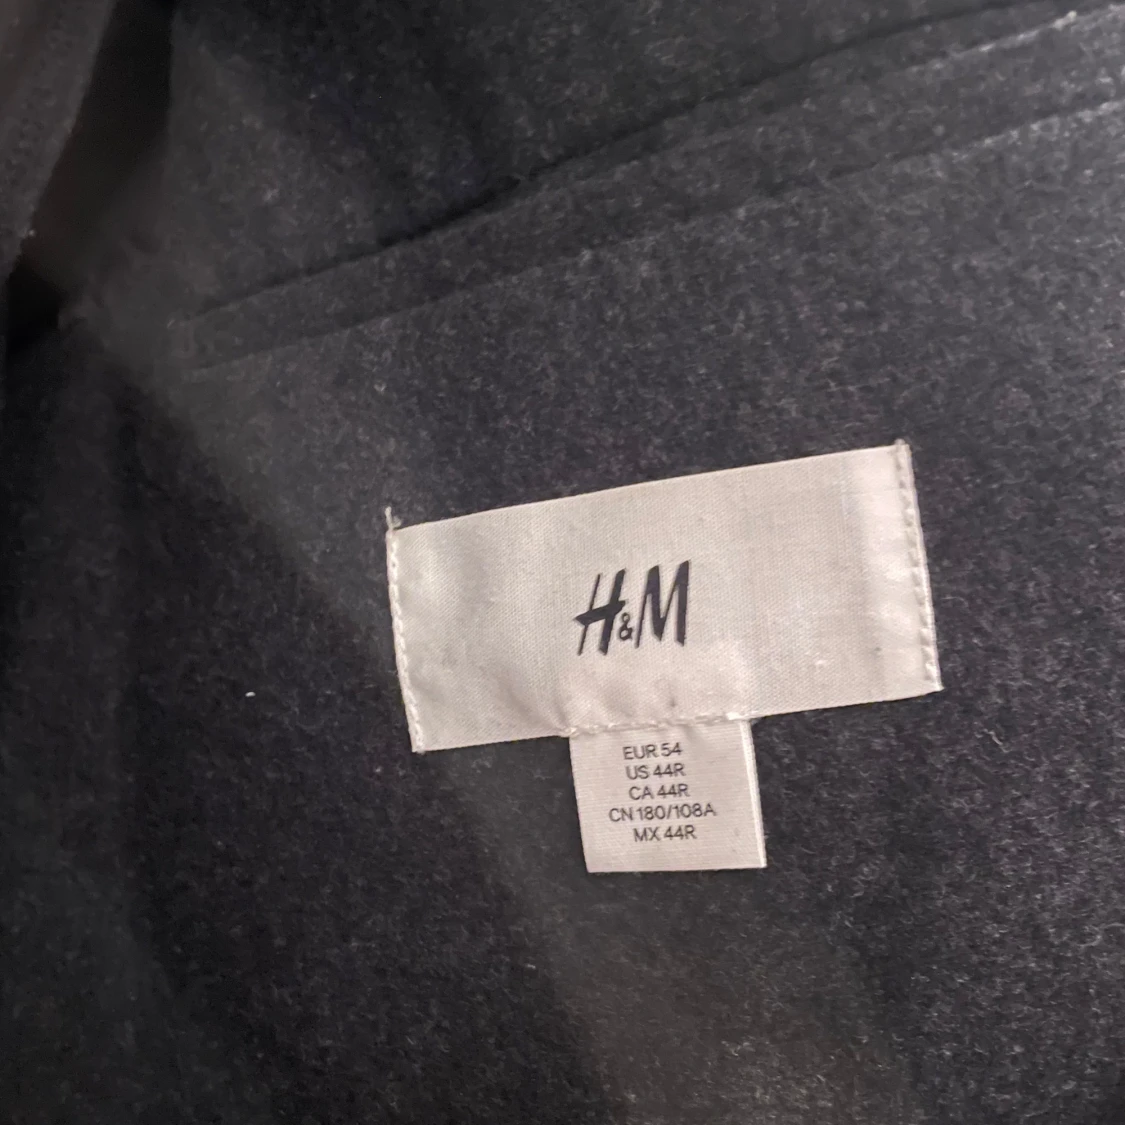 H&M
EUR 54
US 44R
CA 44R
CN 180/108A
MX 44R